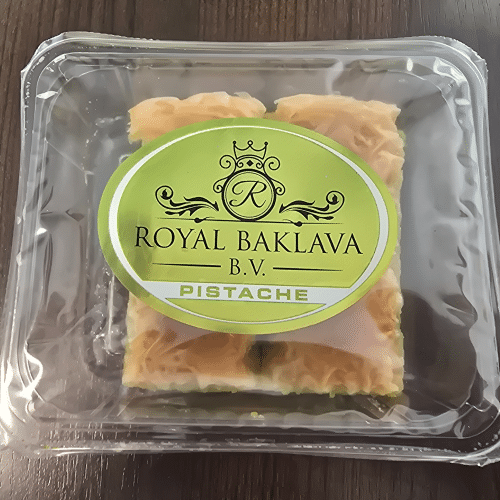 R
ROYAL BAKLAVA
B.V.
PISTACHE